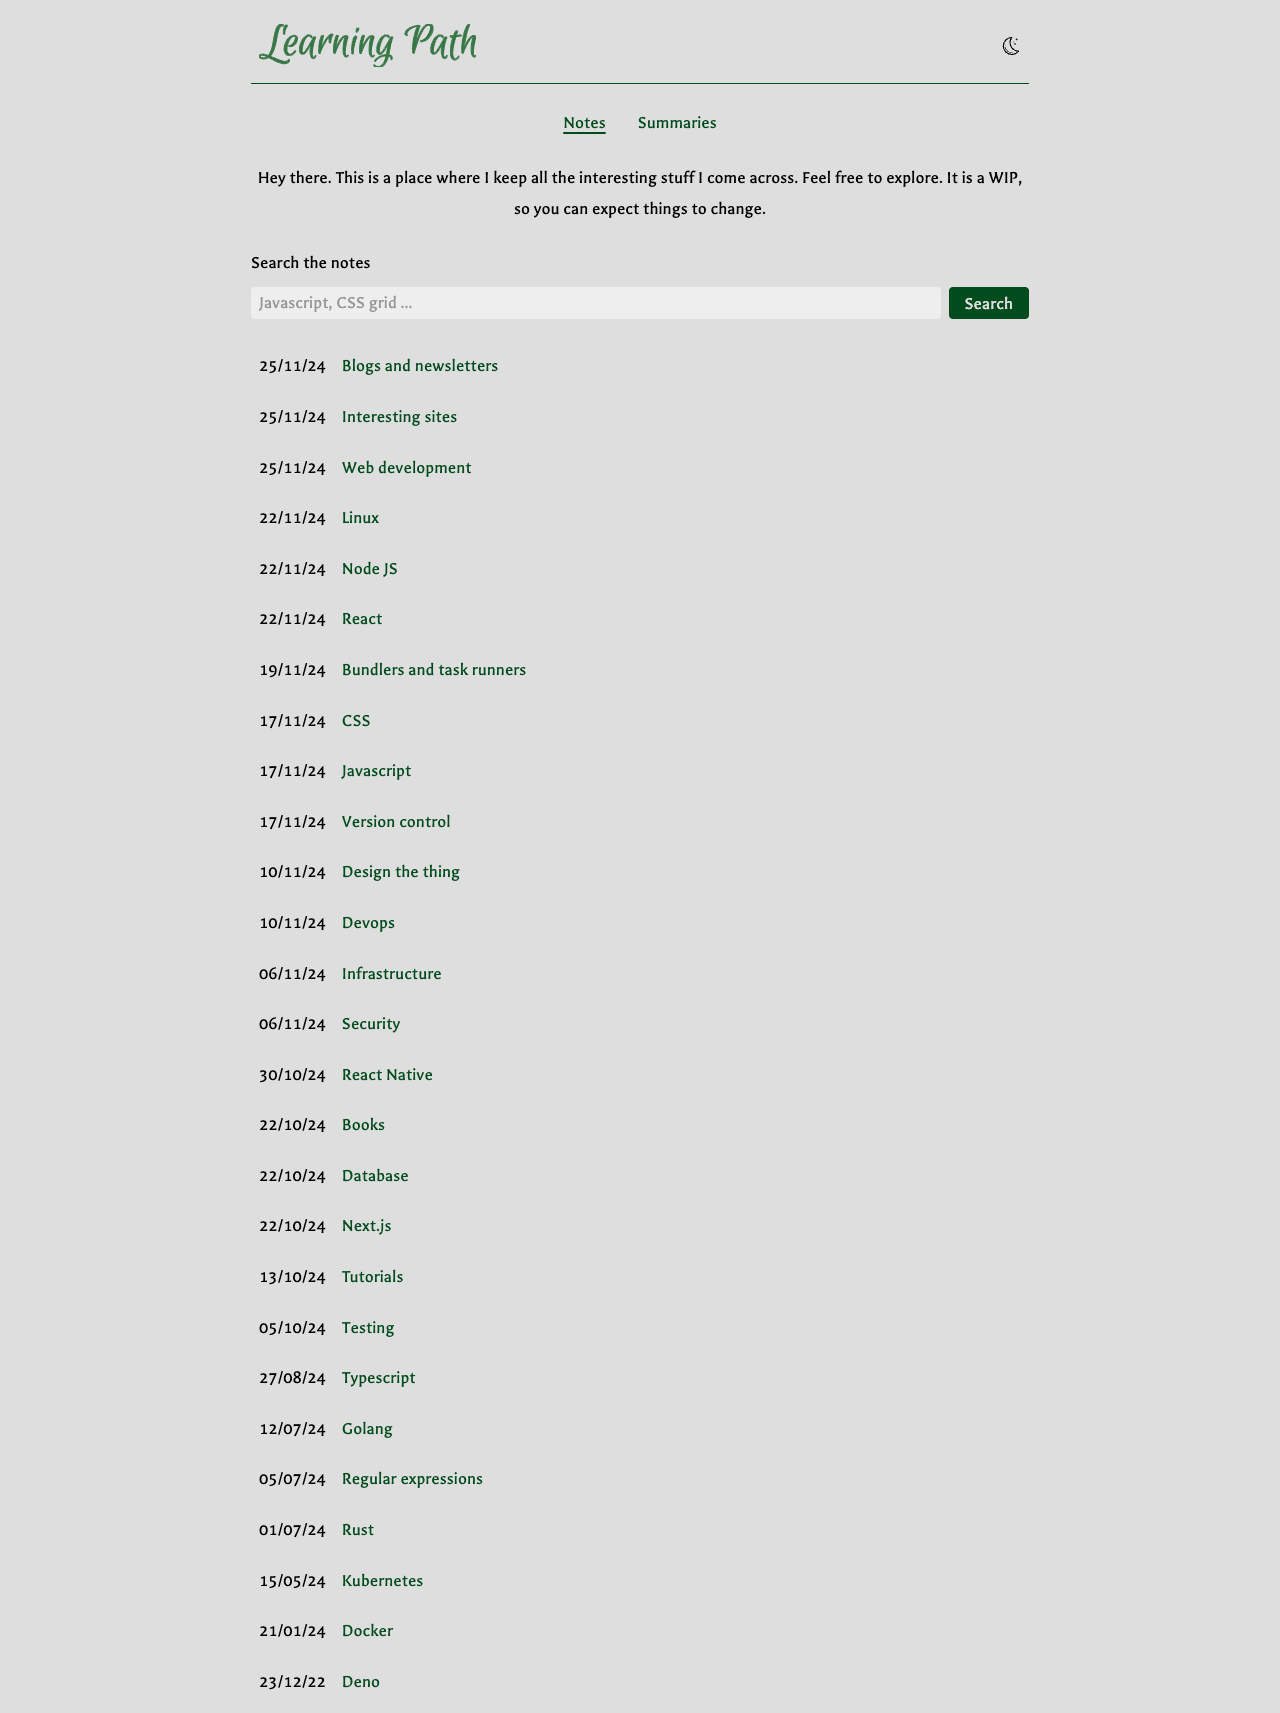 Learning Path
Notes Summaries
Hey there. This is a place where I keep all the interesting stuff I come across. Feel free to explore. It is a WIP,
so you can expect things to change.
Search the notes
Javascript, CSS grid ... Search
25/11/24 Blogs and newsletters
25/11/24 Interesting sites
25/11/24 Web development
22/11/24 Linux
22/11/24 Node JS
22/11/24 React
19/11/24 Bundlers and task runners
17/11/24 CSS
17/11/24 Javascript
17/11/24 Version control
10/11/24 Design the thing
10/11/24 Devops
06/11/24 Infrastructure
06/11/24 Security
30/10/24 React Native
22/10/24 Books
22/10/24 Database
22/10/24 Next.js
13/10/24 Tutorials
05/10/24 Testing
27/08/24 Typescript
12/07/24 Golang
05/07/24 Regular expressions
01/07/24 Rust
15/05/24 Kubernetes
21/01/24 Docker
23/12/22 Deno